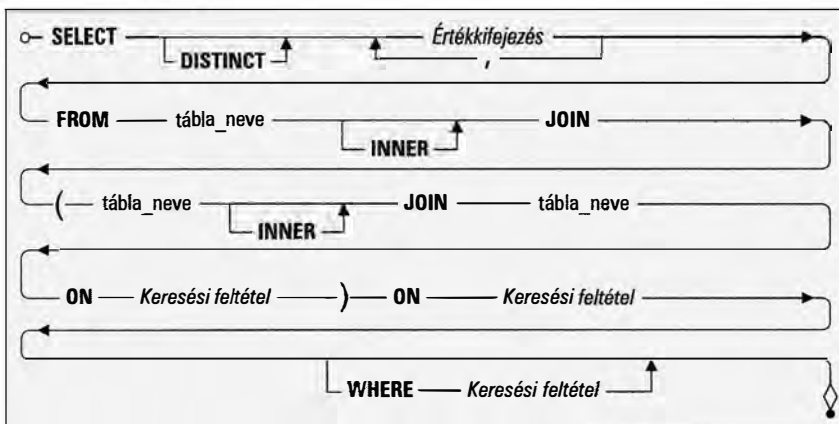 SELECT Értékkifejezés
DISTINCT ,
FROM tábla_neve JOIN
INNER
( tábla_neve JOIN tábla_neve
INNER
ON Keresési feltétel ) ON Keresési feltétel
WHERE Keresési feltétel